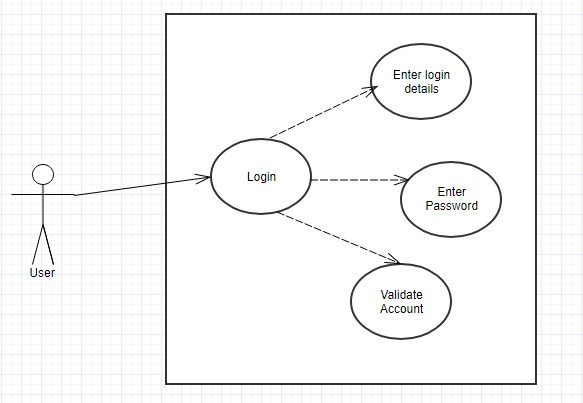 Enter login
details
Login
Enter
Password
User
Validate
Account